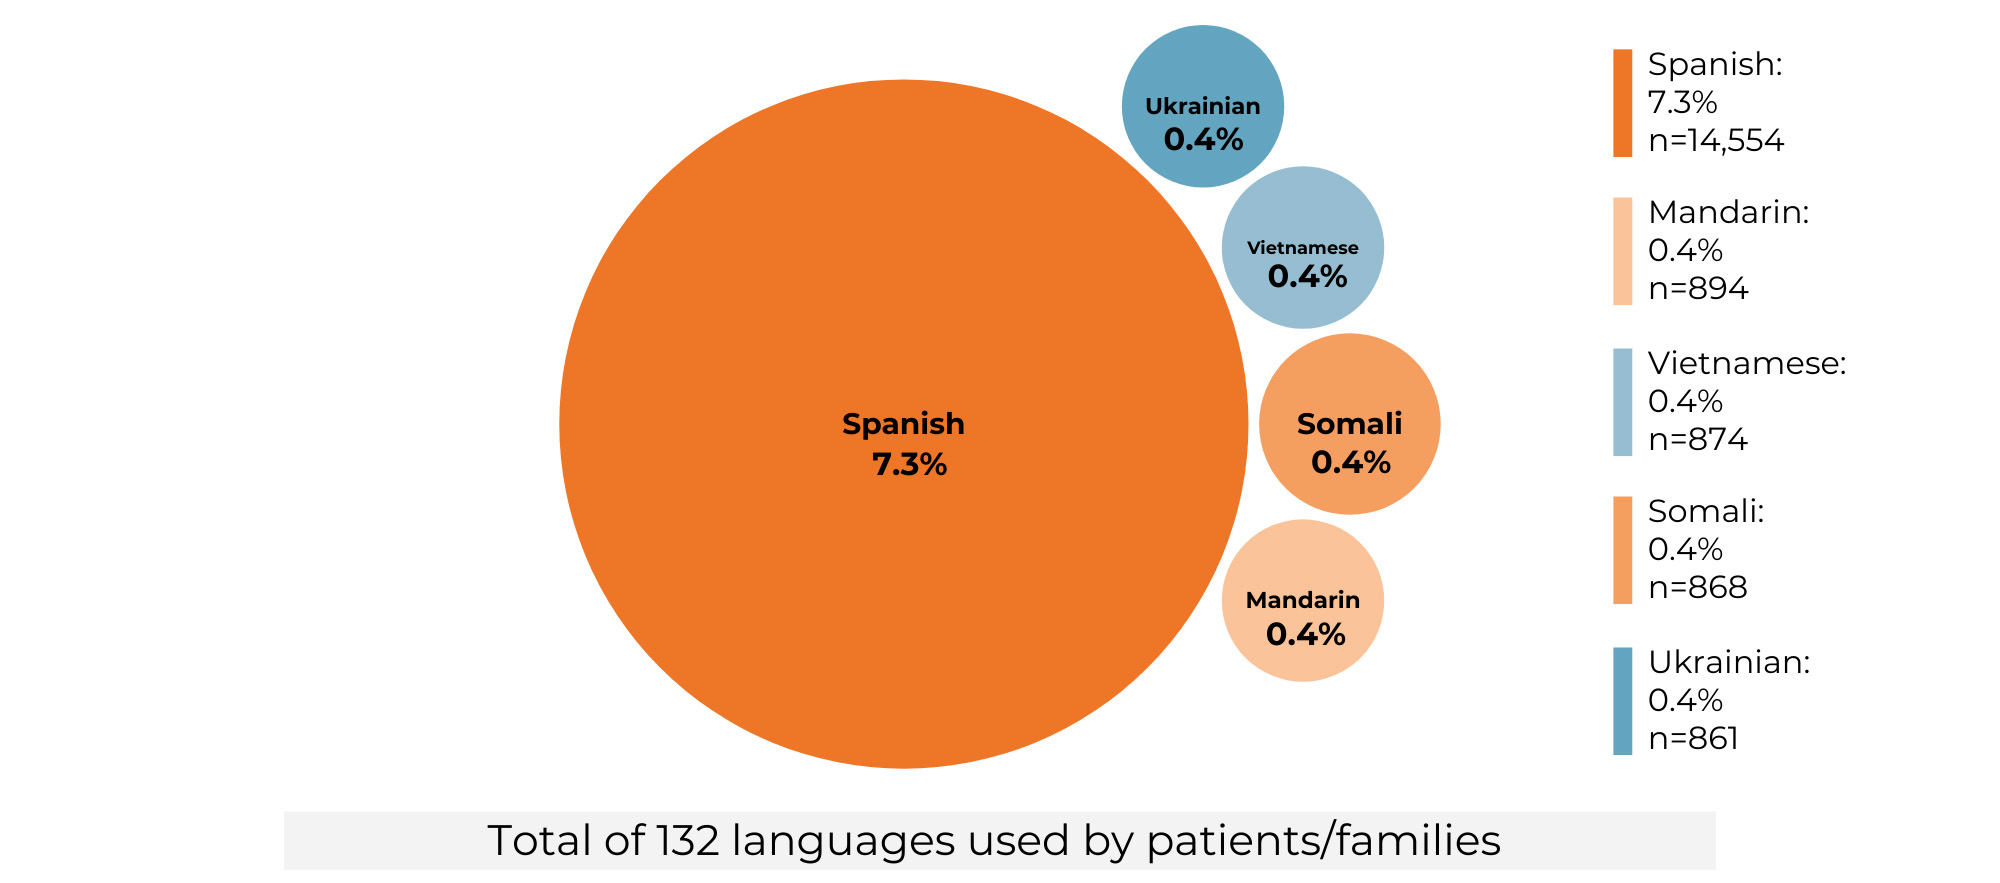 Ukrainian
0.4%
Vietnamese
0.4%
Spanish
7.3%
Somali
0.4%
Mandarin
0.4%
Spanish:
7.3%
n=14,554
Mandarin:
0.4%
n=894
Vietnamese:
0.4%
n=874
Somali:
0.4%
n=868
Ukrainian:
0.4%
n=861
Total of 132 languages used by patients/families